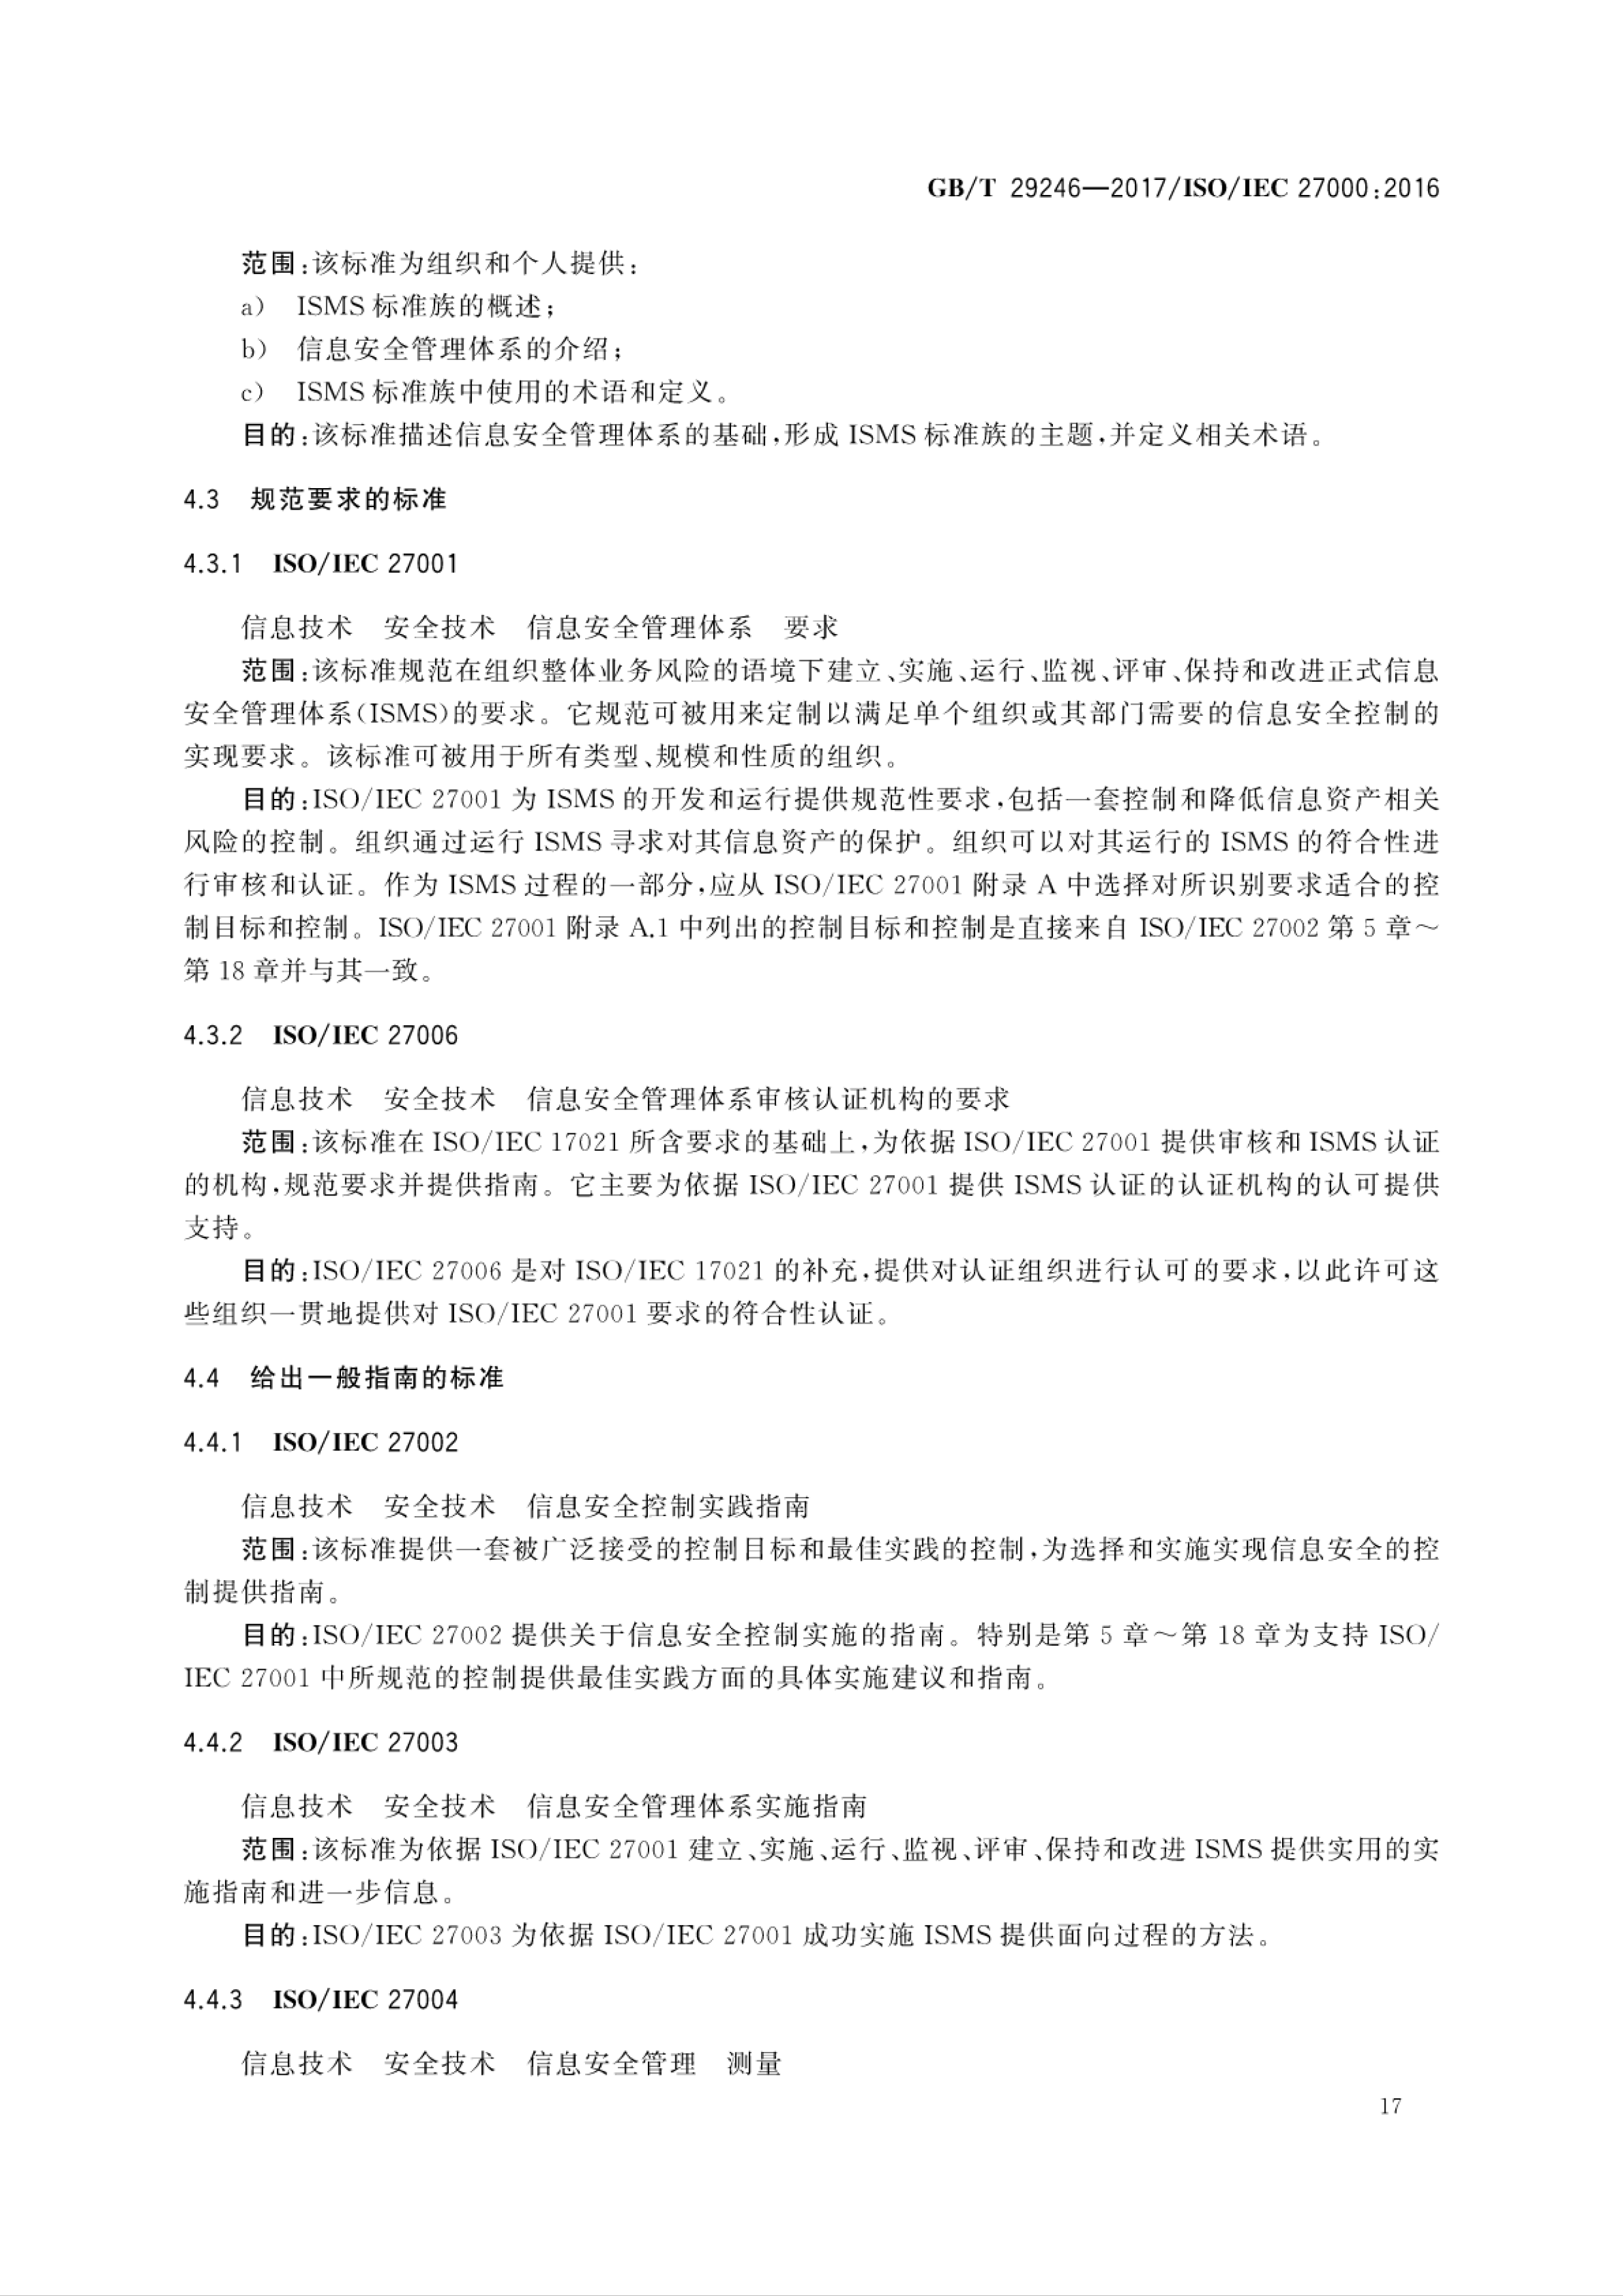 GB/T 29246—2017/ISO/IEC 27000:2016
范围:该标准为组织和个人提供:
a) ISMS 标准族的概述;
b) 信息安全管理体系的介绍;
c) ISMS 标准族中使用的术语和定义。
目的:该标准描述信息安全管理体系的基础,形成 ISMS 标准族的主题,并定义相关术语。
4.3 规范要求的标准
4.3.1 ISO/IEC 27001
信息技术 安全技术 信息安全管理体系 要求
范围:该标准规范在组织整体业务风险的语境下建立、实施、运行、监视、评审、保持和改进正式信息
安全管理体系(ISMS)的要求。它规范可被用来定制以满足单个组织或其部门需要的信息安全控制的
实现要求。该标准可被用于所有类型、规模和性质的组织。
目的:ISO/IEC 27001 为 ISMS 的开发和运行提供规范性要求,包括一套控制和降低信息资产相关
风险的控制。组织通过运行 ISMS 寻求对其信息资产的保护。组织可以对其运行的 ISMS 的符合性进
行审核和认证。作为 ISMS 过程的一部分,应从 ISO/IEC 27001 附录 A 中选择对所识别要求适合的控
制目标和控制。ISO/IEC 27001 附录 A.1 中列出的控制目标和控制是直接来自 ISO/IEC 27002 第 5 章～
第 18 章并与其一致。
4.3.2 ISO/IEC 27006
信息技术 安全技术 信息安全管理体系审核认证机构的要求
范围:该标准在 ISO/IEC 17021 所含要求的基础上,为依据 ISO/IEC 27001 提供审核和 ISMS 认证
的机构,规范要求并提供指南。它主要为依据 ISO/IEC 27001 提供 ISMS 认证的认证机构的认可提供
支持。
目的:ISO/IEC 27006 是对 ISO/IEC 17021 的补充,提供对认证组织进行认可的要求,以此许可这
些组织一贯地提供对 ISO/IEC 27001 要求的符合性认证。
4.4 给出一般指南的标准
4.4.1 ISO/IEC 27002
信息技术 安全技术 信息安全控制实践指南
范围:该标准提供一套被广泛接受的控制目标和最佳实践的控制,为选择和实施实现信息安全的控
制提供指南。
目的:ISO/IEC 27002 提供关于信息安全控制实施的指南。特别是第 5 章～第 18 章为支持 ISO/
IEC 27001 中所规范的控制提供最佳实践方面的具体实施建议和指南。
4.4.2 ISO/IEC 27003
信息技术 安全技术 信息安全管理体系实施指南
范围:该标准为依据 ISO/IEC 27001 建立、实施、运行、监视、评审、保持和改进 ISMS 提供实用的实
施指南和进一步信息。
目的:ISO/IEC 27003 为依据 ISO/IEC 27001 成功实施 ISMS 提供面向过程的方法。
4.4.3 ISO/IEC 27004
信息技术 安全技术 信息安全管理 测量
17